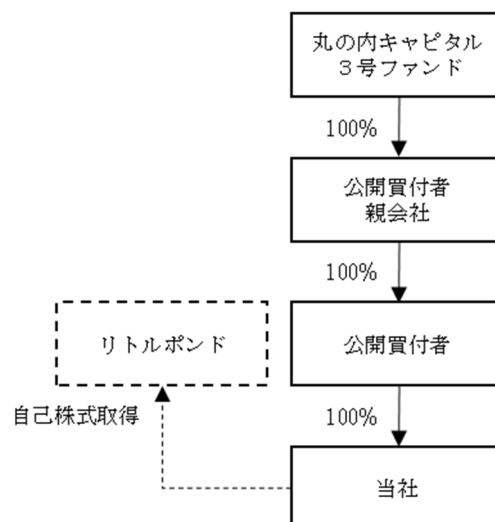 丸の内キャピタル
３号ファンド
100%
公開買付者
親会社
100%
リトルポンド
公開買付者
自己株式取得
100%
当社